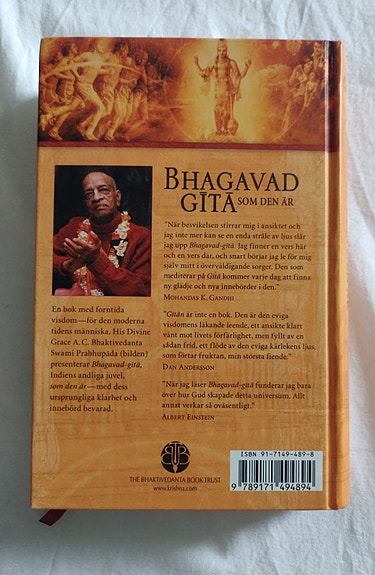 BHAGAVAD
GĪTĀ SOM DEN ÄR
"När besvikelsen stirrar mig i ansiktet och
jag inte mer kan se en enda stråle av ljus slår
jag upp Bhagavad-gītā. Jag finner en vers här
och en vers där, och snart börjar jag le för mig
själv mitt i överväldigande sorger. Den som
mediterar på Gītā kommer varje dag att finna
ny glädje och nya innebörder i den."
MOHANDAS K. GANDHI
"Gītān är inte en bok. Den är den eviga
visdomens läkande leende, ett ansikte klart
vänt mot livets förfärlighet, men fyllt av en
sådan frid, ett flöde av den eviga kärlekens ljus,
som förtar fruktan, min största fiende."
DAN ANDERSSON
"När jag läser Bhagavad-gītā funderar jag bara
över hur Gud skapade detta universum. Allt
annat verkar så oväsentligt."
ALBERT EINSTEIN
En bok med forntida
visdom—för den moderna
tidens människa. His Divine
Grace A.C. Bhaktivedanta
Swami Prabhupāda (bilden)
presenterar Bhagavad-gītā,
Indiens andliga juvel,
som den är—med dess
ursprungliga klarhet och
innebörd bevarad.
BBT
THE BHAKTIVEDANTA BOOK TRUST
www.krishna.com
ISBN 91-7149-489-8
9 789171 494894